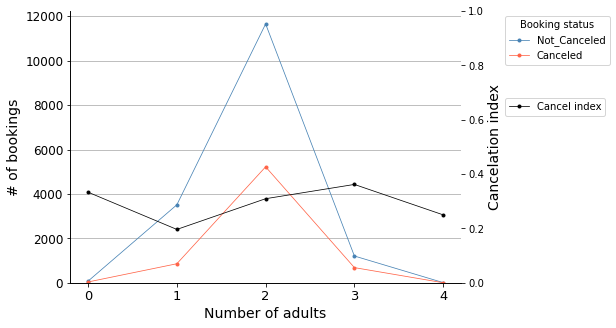 12000
10000
8000
6000
4000
2000
0
# of bookings
0 1 2 3 4
Number of adults
1.0
0.8
0.6
0.4
0.2
0.0
Cancelation index
Booking status
Not_Canceled
Canceled
Cancel index